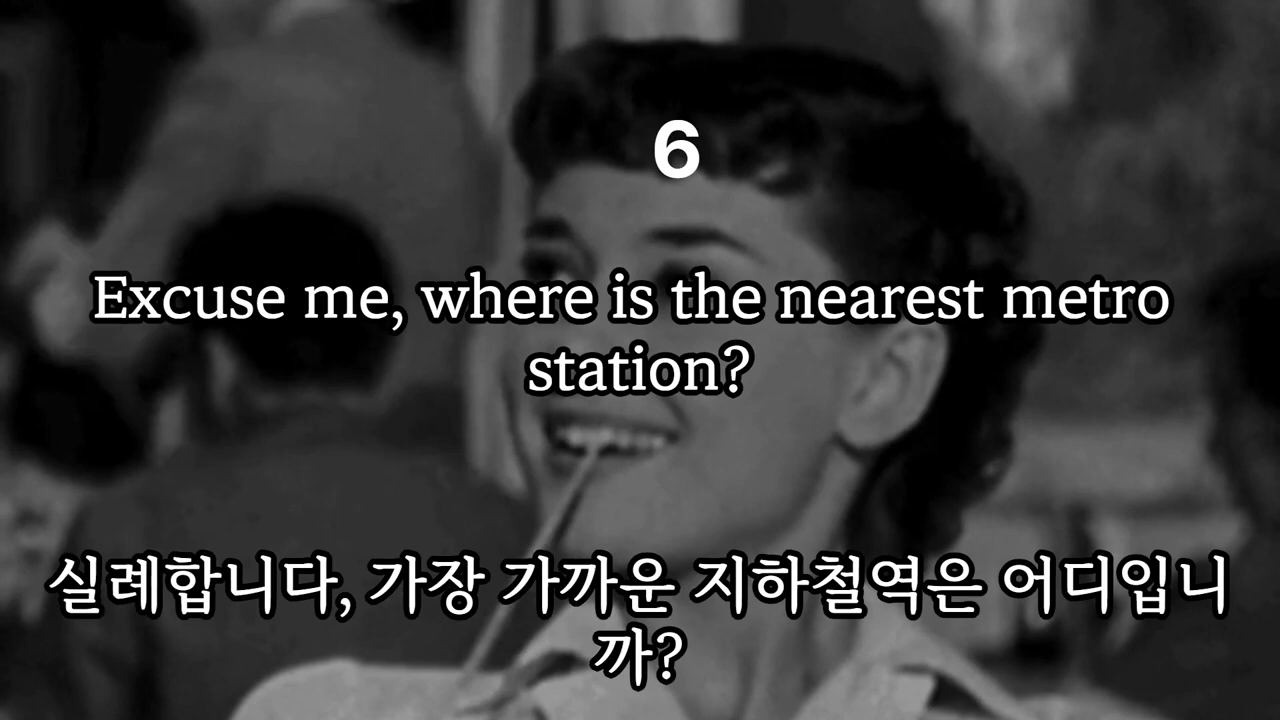 6
Excuse me, where is the nearest metro
station?
실례합니다, 가장 가까운 지하철역은 어디입니
까?